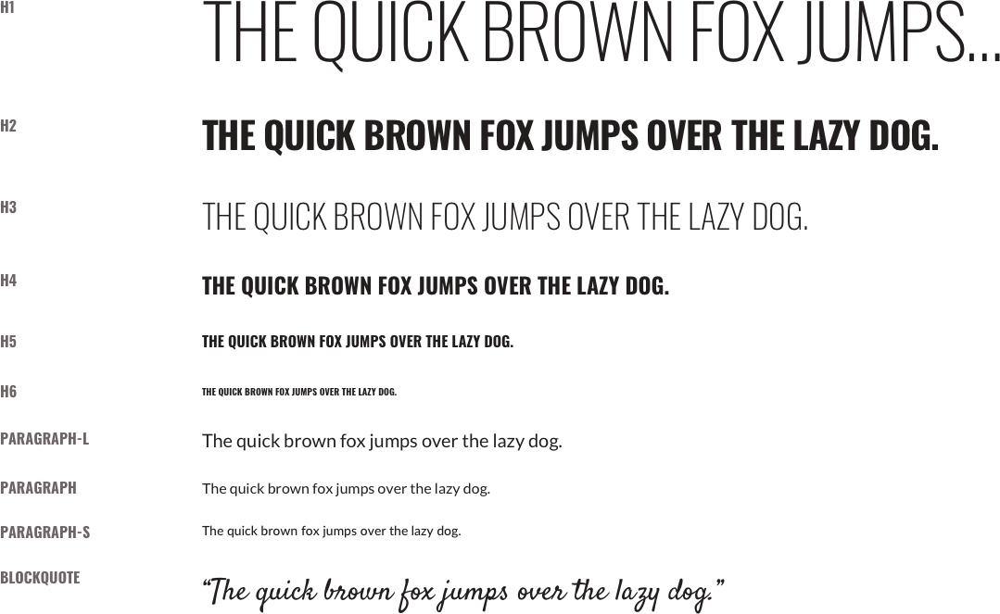 H1 THE QUICK BROWN FOX JUMPS...
H2 THE QUICK BROWN FOX JUMPS OVER THE LAZY DOG.
H3 THE QUICK BROWN FOX JUMPS OVER THE LAZY DOG.
H4 THE QUICK BROWN FOX JUMPS OVER THE LAZY DOG.
H5 THE QUICK BROWN FOX JUMPS OVER THE LAZY DOG.
H6 THE QUICK BROWN FOX JUMPS OVER THE LAZY DOG.
PARAGRAPH-L The quick brown fox jumps over the lazy dog.
PARAGRAPH The quick brown fox jumps over the lazy dog.
PARAGRAPH-S The quick brown fox jumps over the lazy dog.
BLOCKQUOTE “The quick brown fox jumps over the lazy dog.”